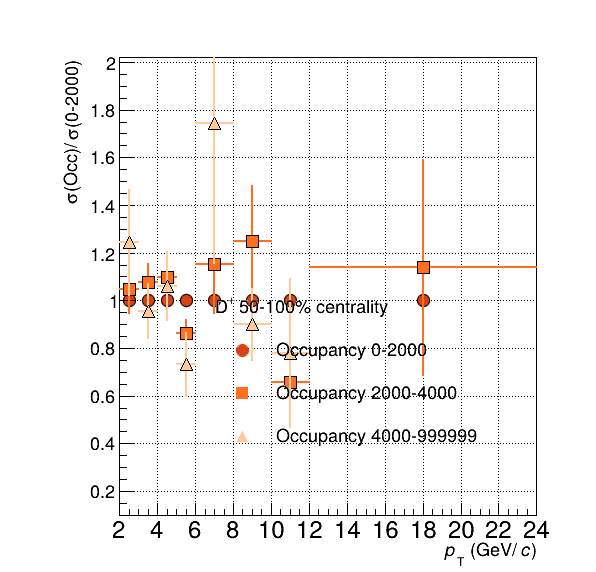 σ(Occ)/σ(0-2000)
2
1.8
1.6
1.4
1.2
1
0.8
0.6
0.4
0.2
D⁺ 50-100% centrality
Occupancy 0-2000
Occupancy 2000-4000
Occupancy 4000-999999
2 4 6 8 10 12 14 16 18 20 22 24
p_T (GeV/c)